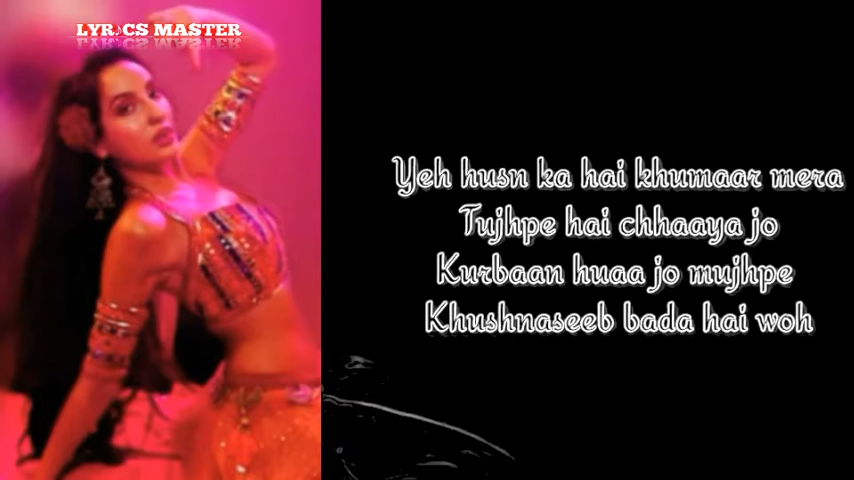 LYRICS MASTER
Yeh husn ka hai khumaar mera
Tujhpe hai chhaaya jo
Kurbaan huaa jo mujhpe
Khushnaseeb bada hai woh